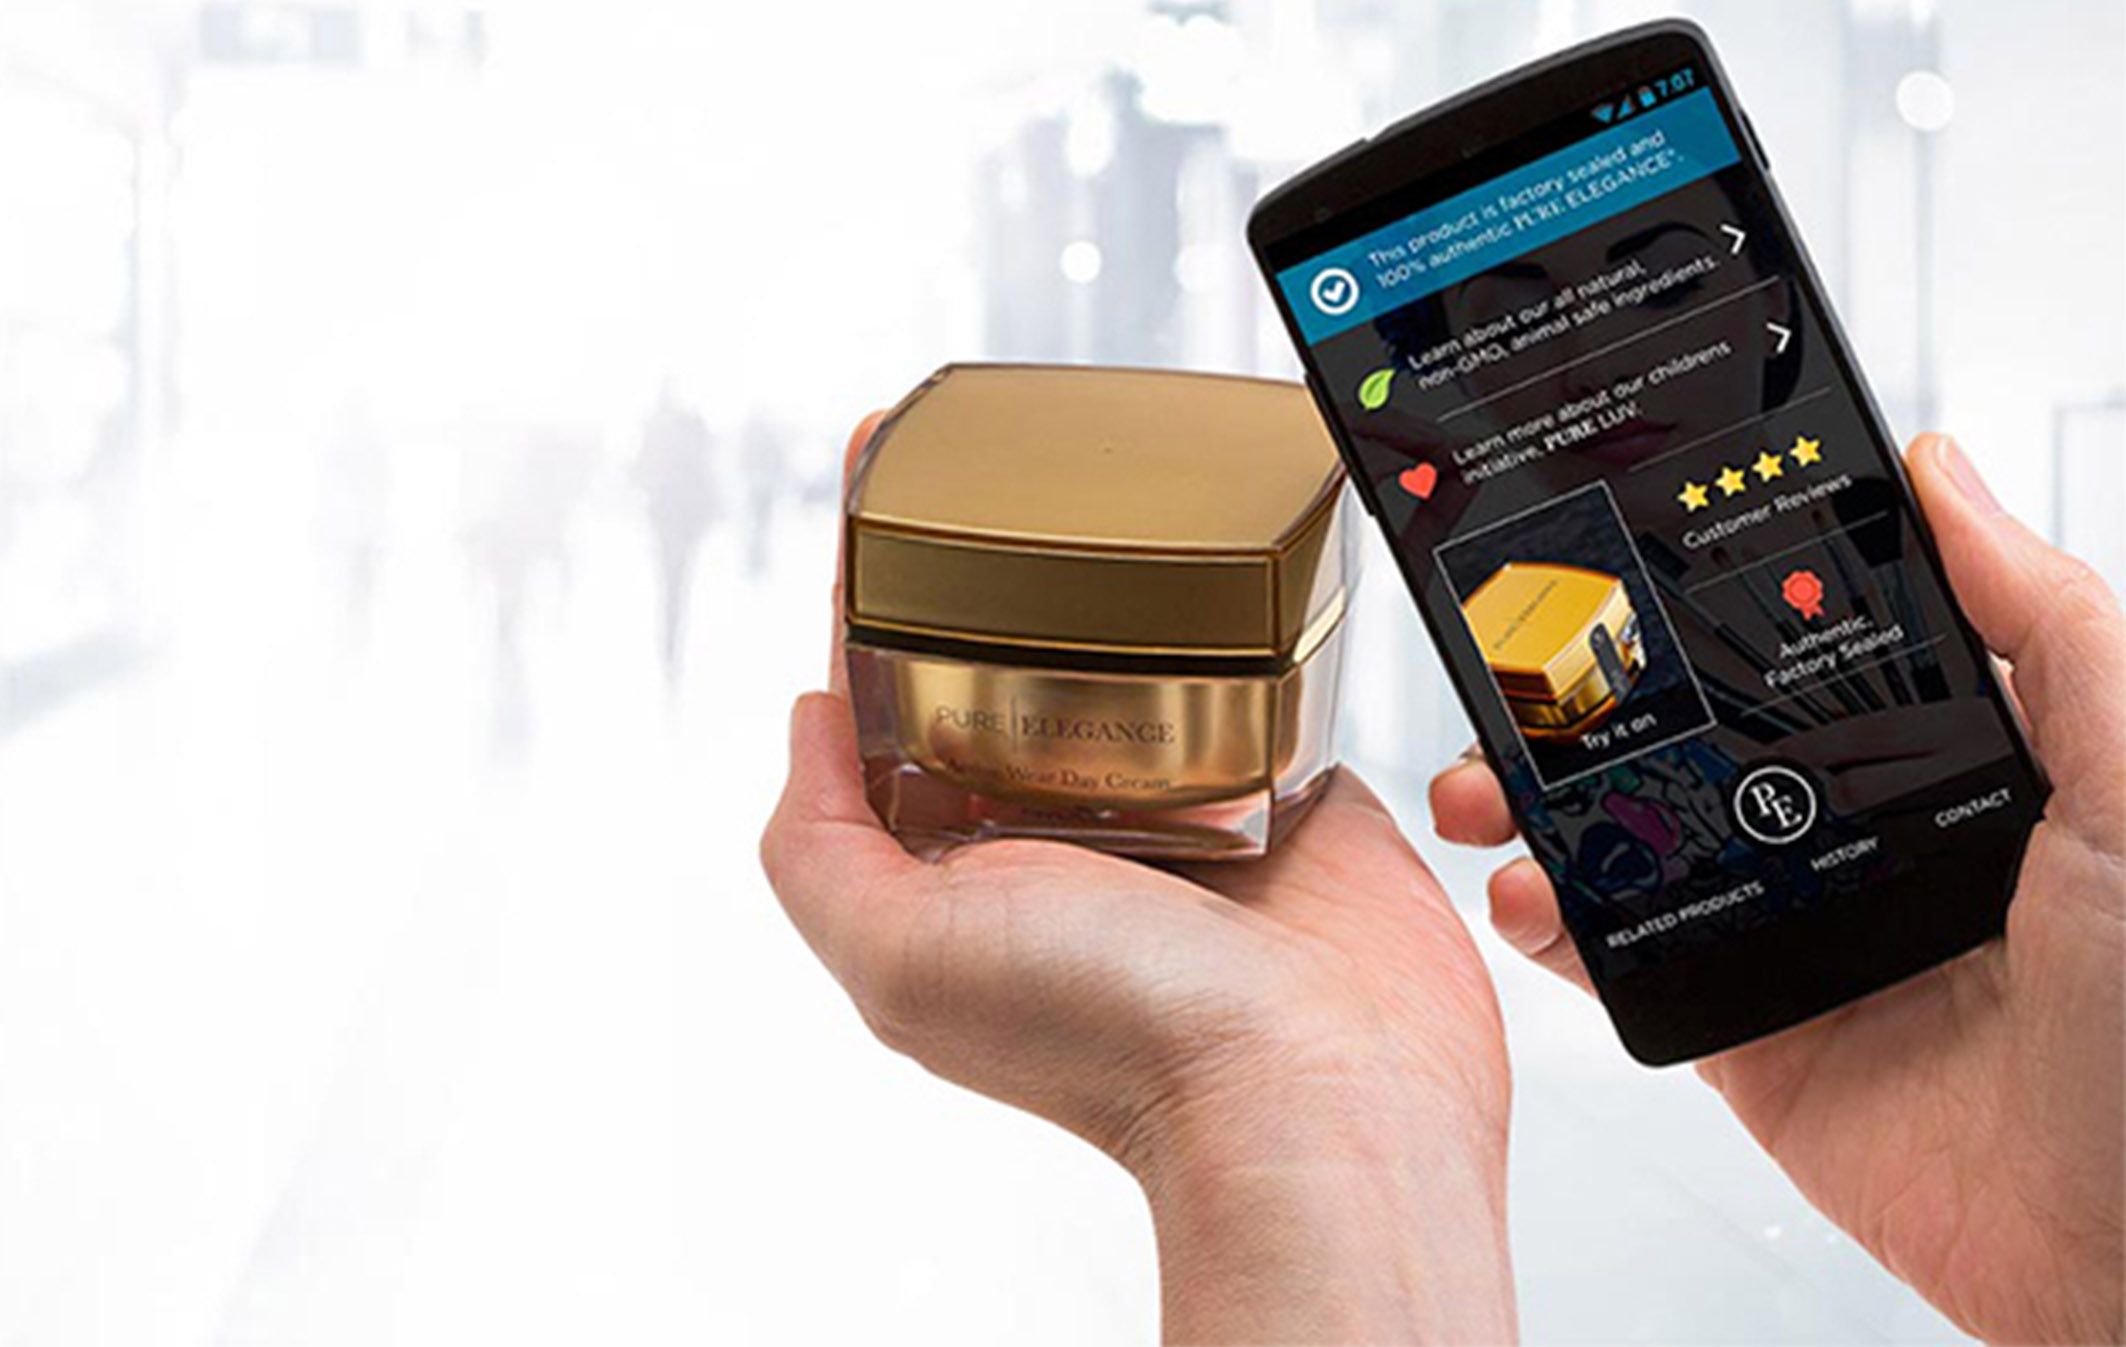 PURE ELEGANCE
Wear Day Cream
7:07
This product is factory sealed and
100% authentic PURE ELEGANCE®.
Learn about our all natural,
non-GMO, animal safe ingredients.
Learn more about our childrens
initiative, PURE LUV.
Customer Reviews
Authentic,
Factory Sealed
Try it on
PE
RELATED PRODUCTS
HISTORY
CONTACT